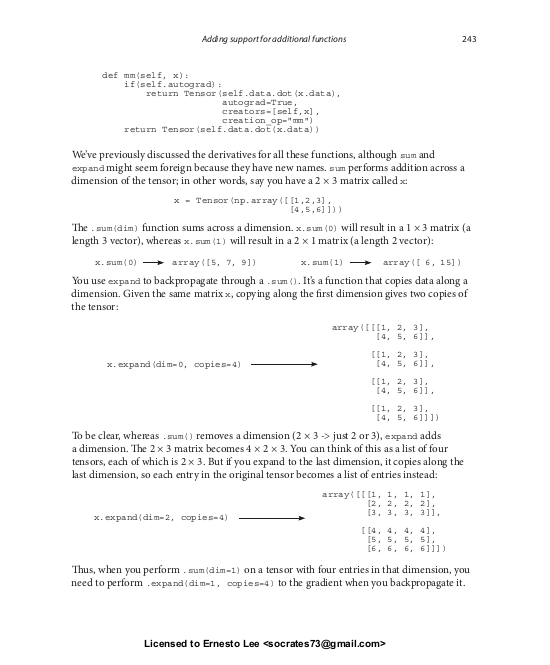 Adding support for additional functions 243
def mm(self, x):
if(self.autograd):
return Tensor(self.data.dot(x.data),
autograd=True,
creators=[self,x],
creation_op="mm")
return Tensor(self.data.dot(x.data))
We've previously discussed the derivatives for all these functions, although sum and
expand might seem foreign because they have new names. sum performs addition across a
dimension of the tensor; in other words, say you have a 2 × 3 matrix called x:
x = Tensor(np.array([[1,2,3],
[4,5,6]]))
The .sum(dim) function sums across a dimension. x.sum(0) will result in a 1 × 3 matrix (a
length 3 vector), whereas x.sum(1) will result in a 2 × 1 matrix (a length 2 vector):
x.sum(0) array([5, 7, 9]) x.sum(1) array([ 6, 15])
You use expand to backpropagate through a .sum(). It's a function that copies data along a
dimension. Given the same matrix x, copying along the first dimension gives two copies of
the tensor:
array([[[1, 2, 3],
[4, 5, 6]],
[[1, 2, 3],
[4, 5, 6]],
x.expand(dim=0, copies=4)
[[1, 2, 3],
[4, 5, 6]],
[[1, 2, 3],
[4, 5, 6]]])
To be clear, whereas .sum() removes a dimension (2 × 3 -> just 2 or 3), expand adds
a dimension. The 2 × 3 matrix becomes 4 × 2 × 3. You can think of this as a list of four
tensors, each of which is 2 × 3. But if you expand to the last dimension, it copies along the
last dimension, so each entry in the original tensor becomes a list of entries instead:
array([[[1, 1, 1, 1],
[2, 2, 2, 2],
[3, 3, 3, 3]],
x.expand(dim=2, copies=4)
[[4, 4, 4, 4],
[5, 5, 5, 5],
[6, 6, 6, 6]]])
Thus, when you perform .sum(dim=1) on a tensor with four entries in that dimension, you
need to perform .expand(dim=1, copies=4) to the gradient when you backpropagate it.
Licensed to Ernesto Lee <socrates73@gmail.com>